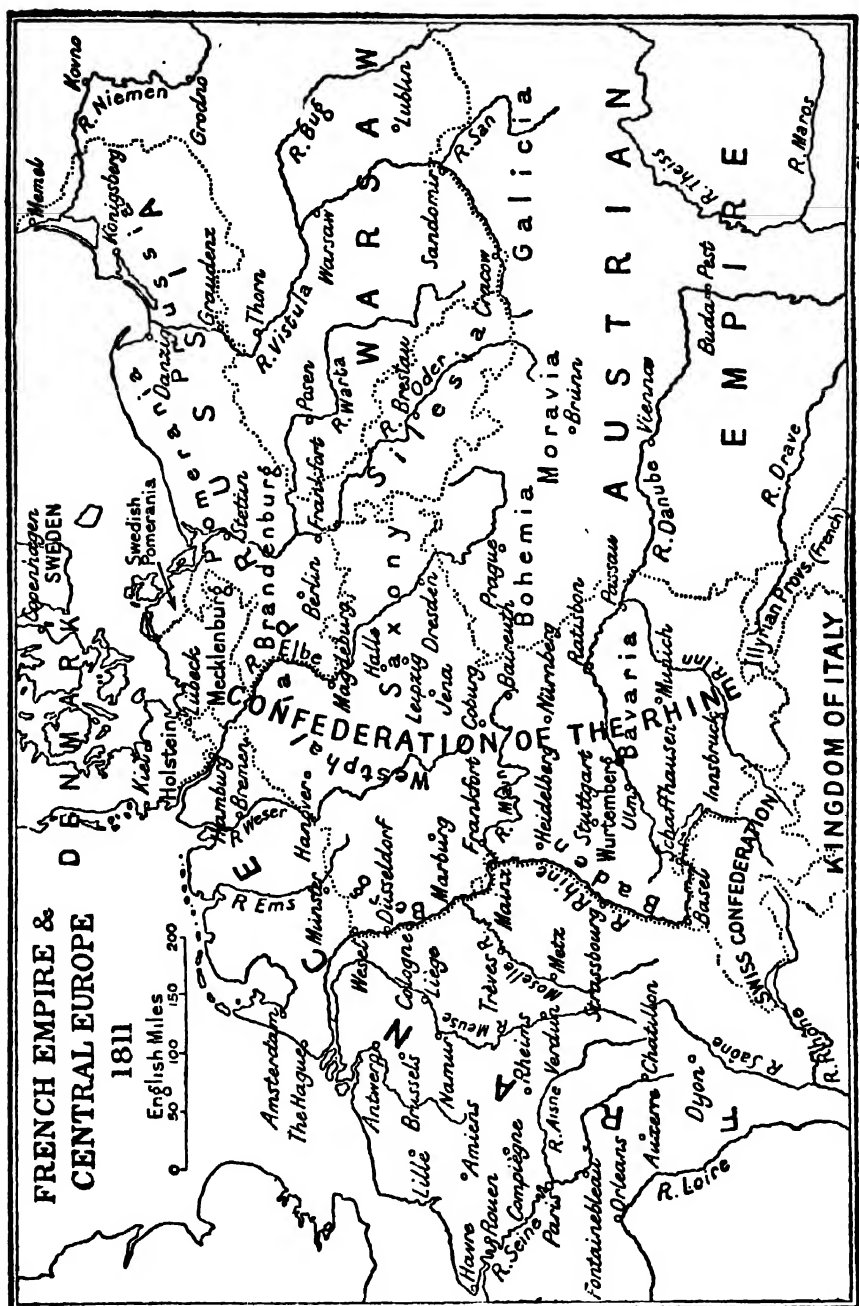 FRENCH EMPIRE &
CENTRAL EUROPE
1811
English Miles
0 50 100 150 200
DENMARK
Copenhagen
SWEDEN
Swedish
Pomerania
Kiel
Holstein
Lübeck
Hamburg
Bremen
Mecklenburg
Pomerania
Stettin
Danzig
Memel
Königsberg
Kovno
R. Niemen
Grodno
PRUSSIA
Prussia
Graudenz
Thorn
R. Vistula
Brandenburg
Berlin
Frankfort
Posen
R. Warta
Warsaw
R. Bug
WARSAW
Lublin
Sandomir
R. San
Amsterdam
The Hague
R. Ems
R. Weser
Hanover
Münster
Westphalia
R. Elbe
Magdeburg
Halle
Saxony
Leipzig
Dresden
Jena
Silesia
Breslau
R. Oder
Cracow
Galicia
Antwerp
Brussels
Lille
Namur
Liege
Cologne
Wesel
Düsseldorf
Berg
Marburg
Coburg
Frankfort
R. Main
Mainz
CONFEDERATION OF THE RHINE
Baireuth
Prague
Bohemia
Moravia
Brünn
Havre
Amiens
Rouen
Compiègne
R. Seine
Paris
R. Aisne
Rheims
Verdun
R. Meuse
Trèves
Moselle R.
Metz
Heidelberg
Nürnberg
Ratisbon
Passau
R. Danube
Vienna
AUSTRIAN
EMPIRE
Buda
Pest
R. Theiss
R. Maros
R. Drave
Fontainebleau
Orleans
Auxerre
Chatillon
Dijon
R. Loire
R. Saône
FRANCE
Strassbourg
R. Rhine
Baden
Stuttgart
Wurtemberg
Ulm
Bavaria
Munich
R. Inn
Schaffhausen
Basel
Innsbruck
SWISS CONFEDERATION
R. Rhône
KINGDOM OF ITALY
Illyrian Provs. (French)